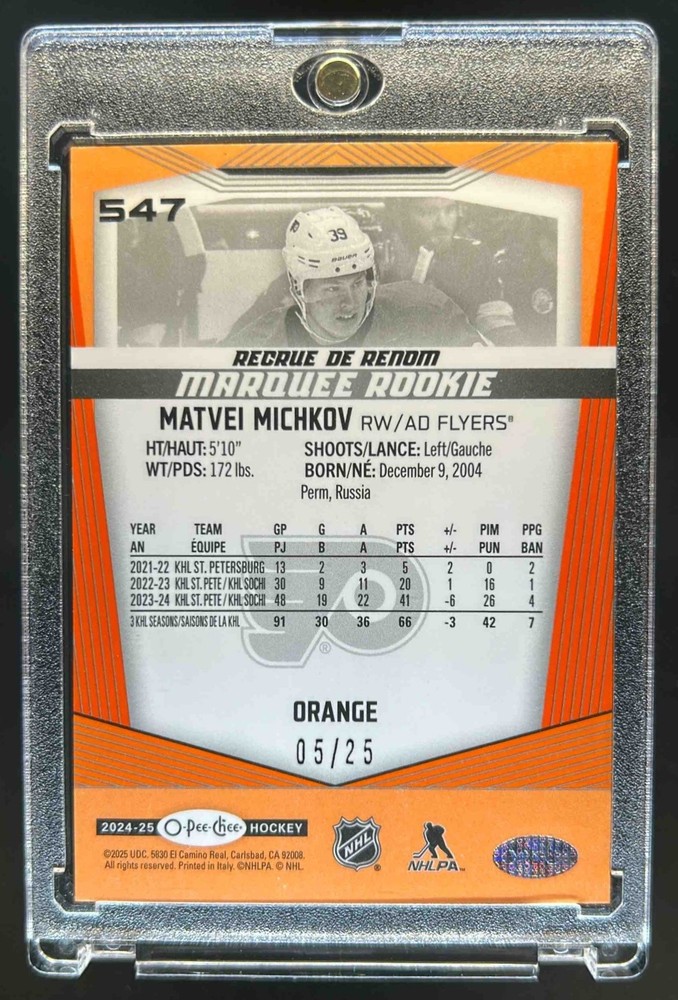 547
39
BAUER
RECRUE DE RENOM
MARQUEE ROOKIE
MATVEI MICHKOV RW/AD FLYERS®
HT/HAUT: 5'10" SHOOTS/LANCE: Left/Gauche
WT/PDS: 172 lbs. BORN/NÉ: December 9, 2004
Perm, Russia
YEAR TEAM GP G A PTS +/- PIM PPG
AN ÉQUIPE PJ B A PTS +/- PUN BAN
2021-22 KHL ST. PETERSBURG 13 2 3 5 2 0 2
2022-23 KHL ST. PETE / KHL SOCHI 30 9 11 20 1 16 1
2023-24 KHL ST. PETE / KHL SOCHI 48 19 22 41 -6 26 4
3 KHL SEASONS/SAISONS DE LA KHL 91 30 36 66 -3 42 7
®
ORANGE
05/25
2024-25 O-Pee-Chee® HOCKEY
NHL ®
NHLPA™
©2025 UDC. 5830 El Camino Real, Carlsbad, CA 92008.
All rights reserved. Printed in Italy. ©NHLPA. © NHL.